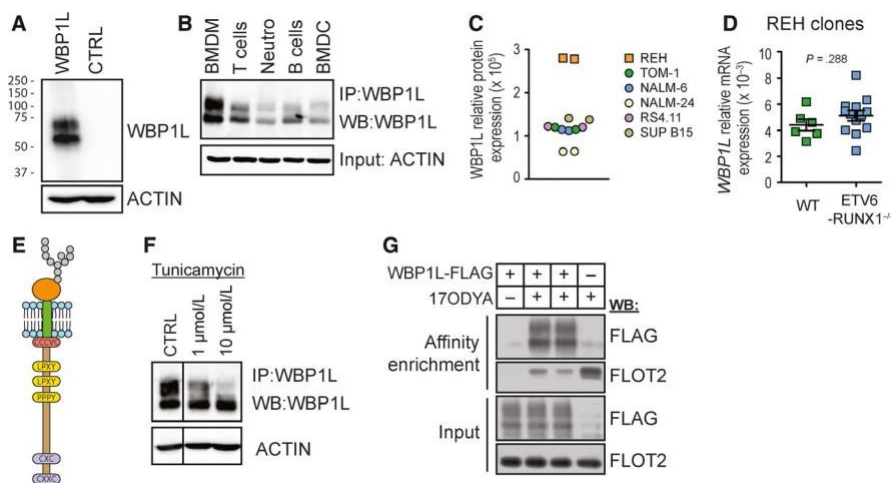 A
WBP1L
CTRL
250 -
150 -
100 -
75 -
50 -
37 -
WBP1L
ACTIN
B
BMDM
T cells
Neutro
B cells
BMDC
IP:WBP1L
WB:WBP1L
Input: ACTIN
C
WBP1L relative protein
expression (x 10⁵)
3
2
1
0
REH
TOM-1
NALM-6
NALM-24
RS4.11
SUP B15
D
REH clones
WBP1L relative mRNA
expression (x 10⁻³)
10
8
6
4
2
0
P = .288
WT
ETV6
-RUNX1⁻/⁻
E
CCVC
LPXY
LPXY
PPPY
CXC
CXXC
F
Tunicamycin
CTRL
1 μmol/L
10 μmol/L
IP:WBP1L
WB:WBP1L
ACTIN
G
WBP1L-FLAG + + + –
17ODYA – + + +
WB:
Affinity
enrichment
FLAG
FLOT2
Input
FLAG
FLOT2